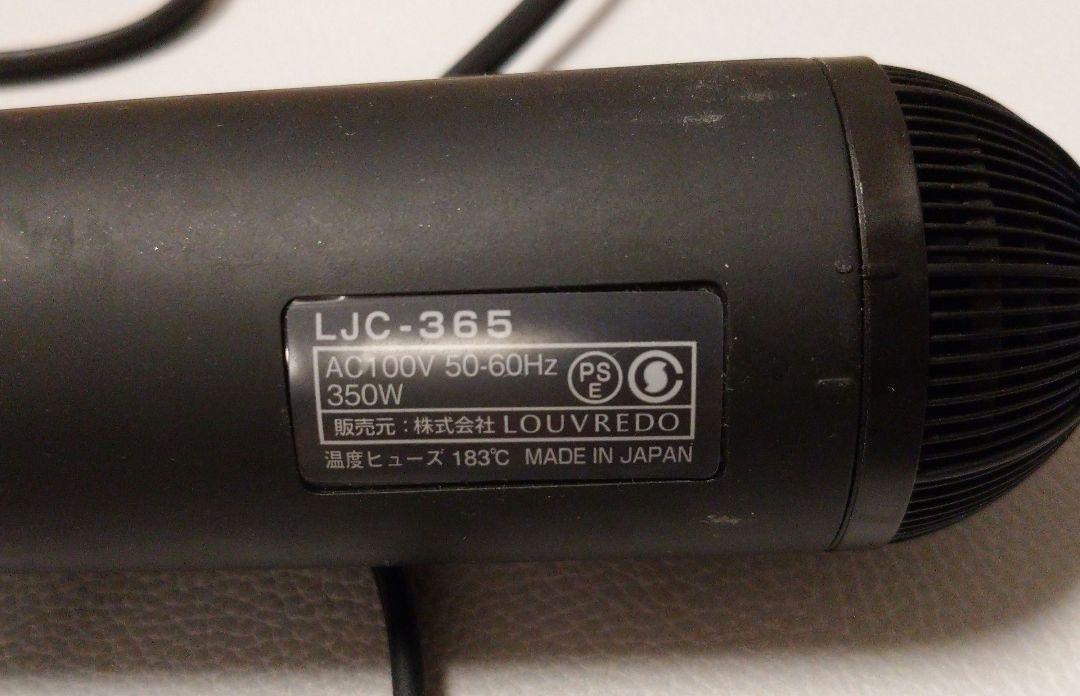 LJC-365
AC100V 50-60Hz
350W
PS
E
販売元：株式会社 LOUVREDO
温度ヒューズ 183℃ MADE IN JAPAN